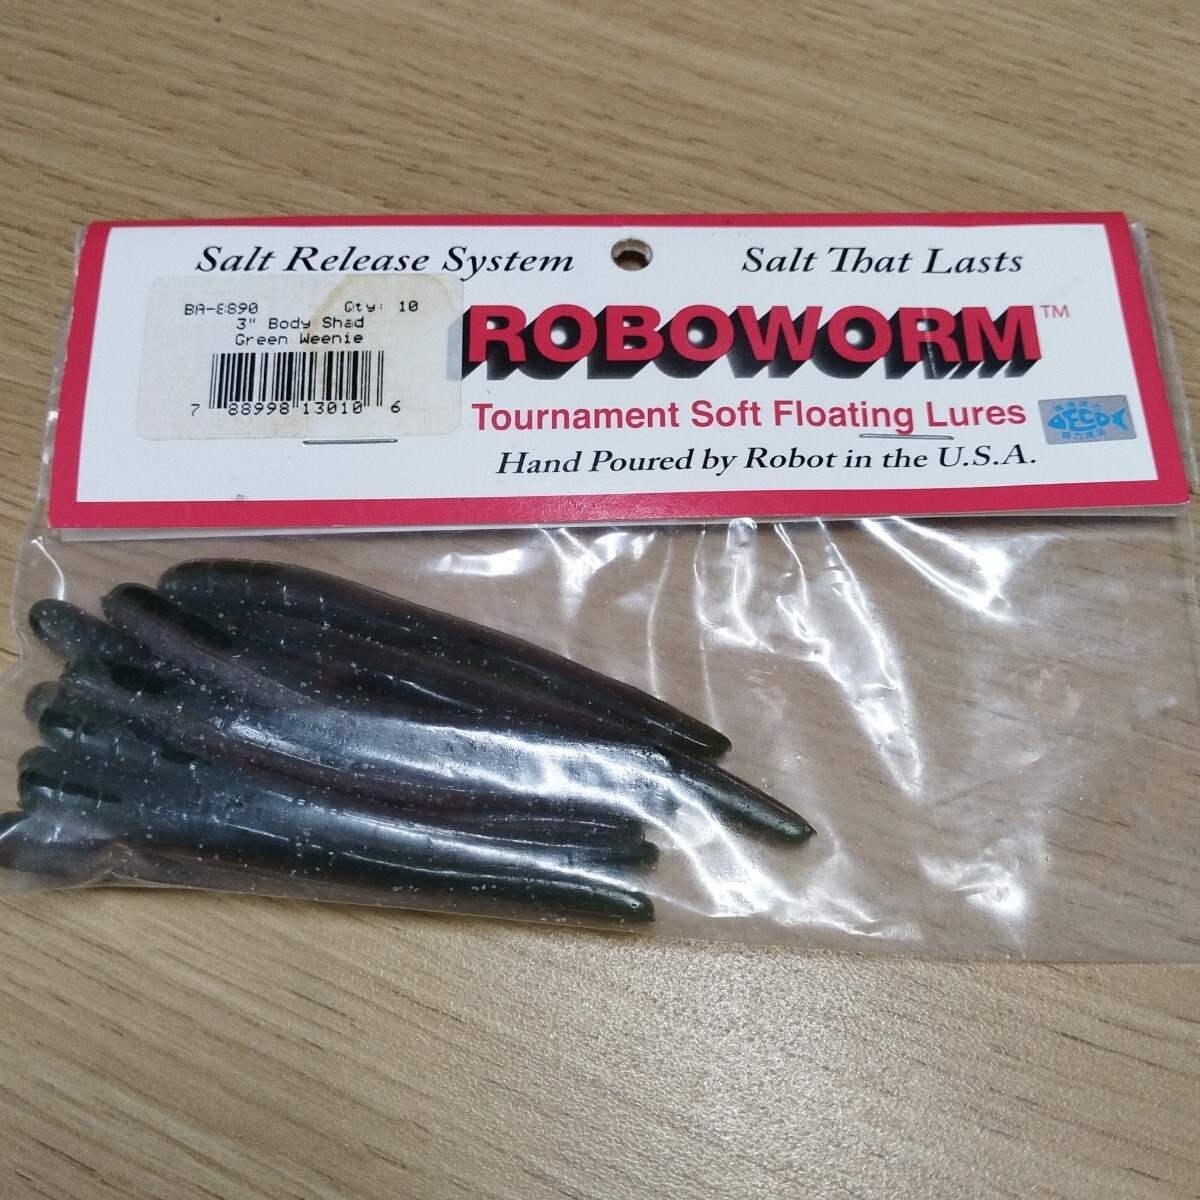 Salt Release System Salt That Lasts
BA-8890 Qty: 10
3" Body Shad
Green Weenie
7 88998 13010 6
ROBOWORM™
Tournament Soft Floating Lures
Hand Poured by Robot in the U.S.A.
ECO